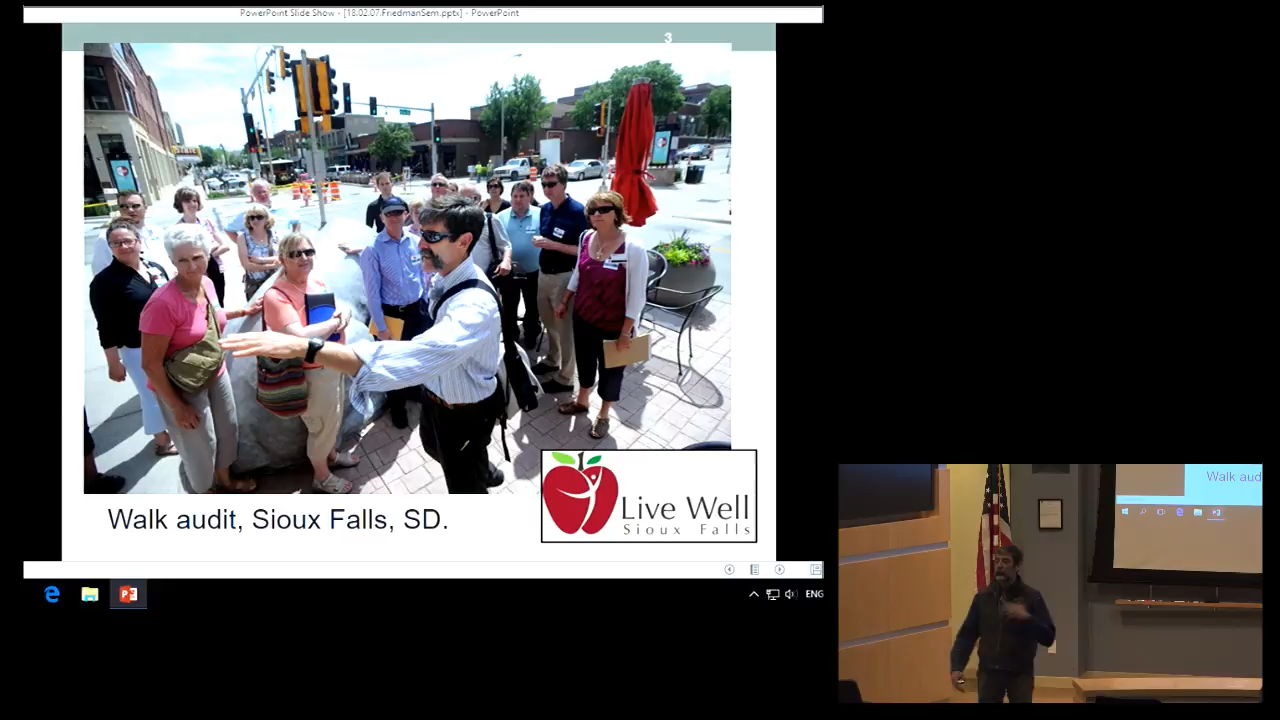 PowerPoint Slide Show - [18.02.07.FriedmanSem.pptx] - PowerPoint
3
Walk audit, Sioux Falls, SD.
Live Well
Sioux Falls
ENG
Walk aud